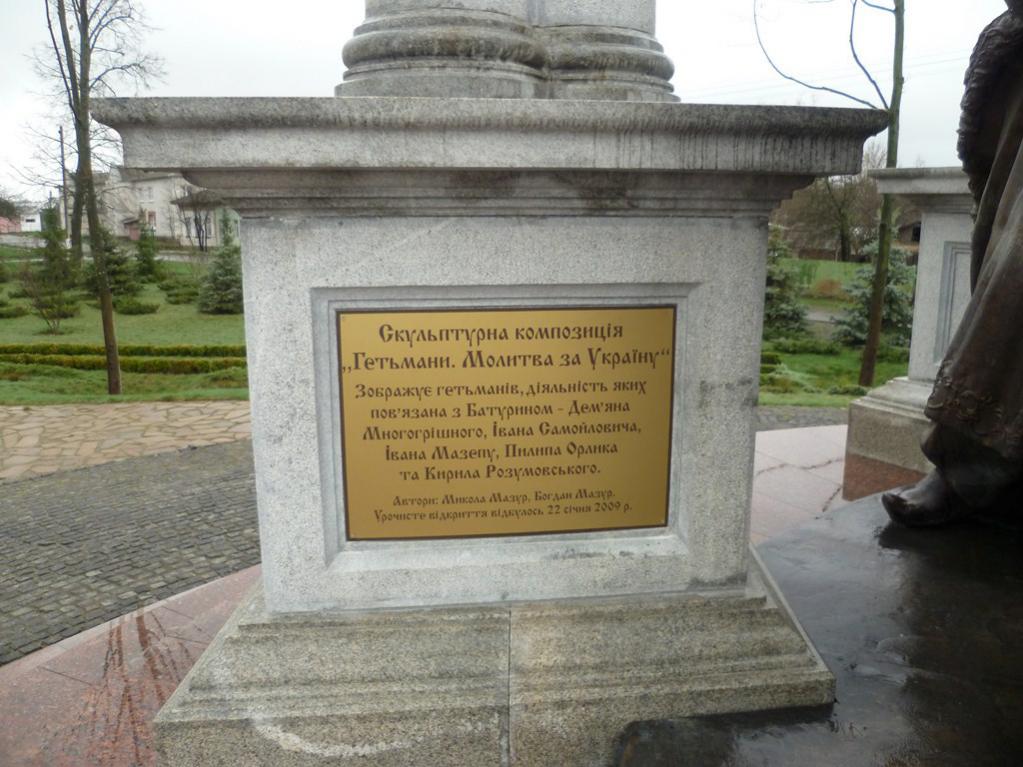 Скульптурна композиція
„Гетьмани. Молитва за Україну“
Зображує гетьманів, діяльність яких
пов'язана з Батурином - Дем'яна
Многогрішного, Івана Самойловича,
Івана Мазепу, Пилипа Орлика
та Кирила Розумовського.
Автори: Микола Мазур, Богдан Мазур.
Урочисте відкриття відбулось 22 січня 2009 р.